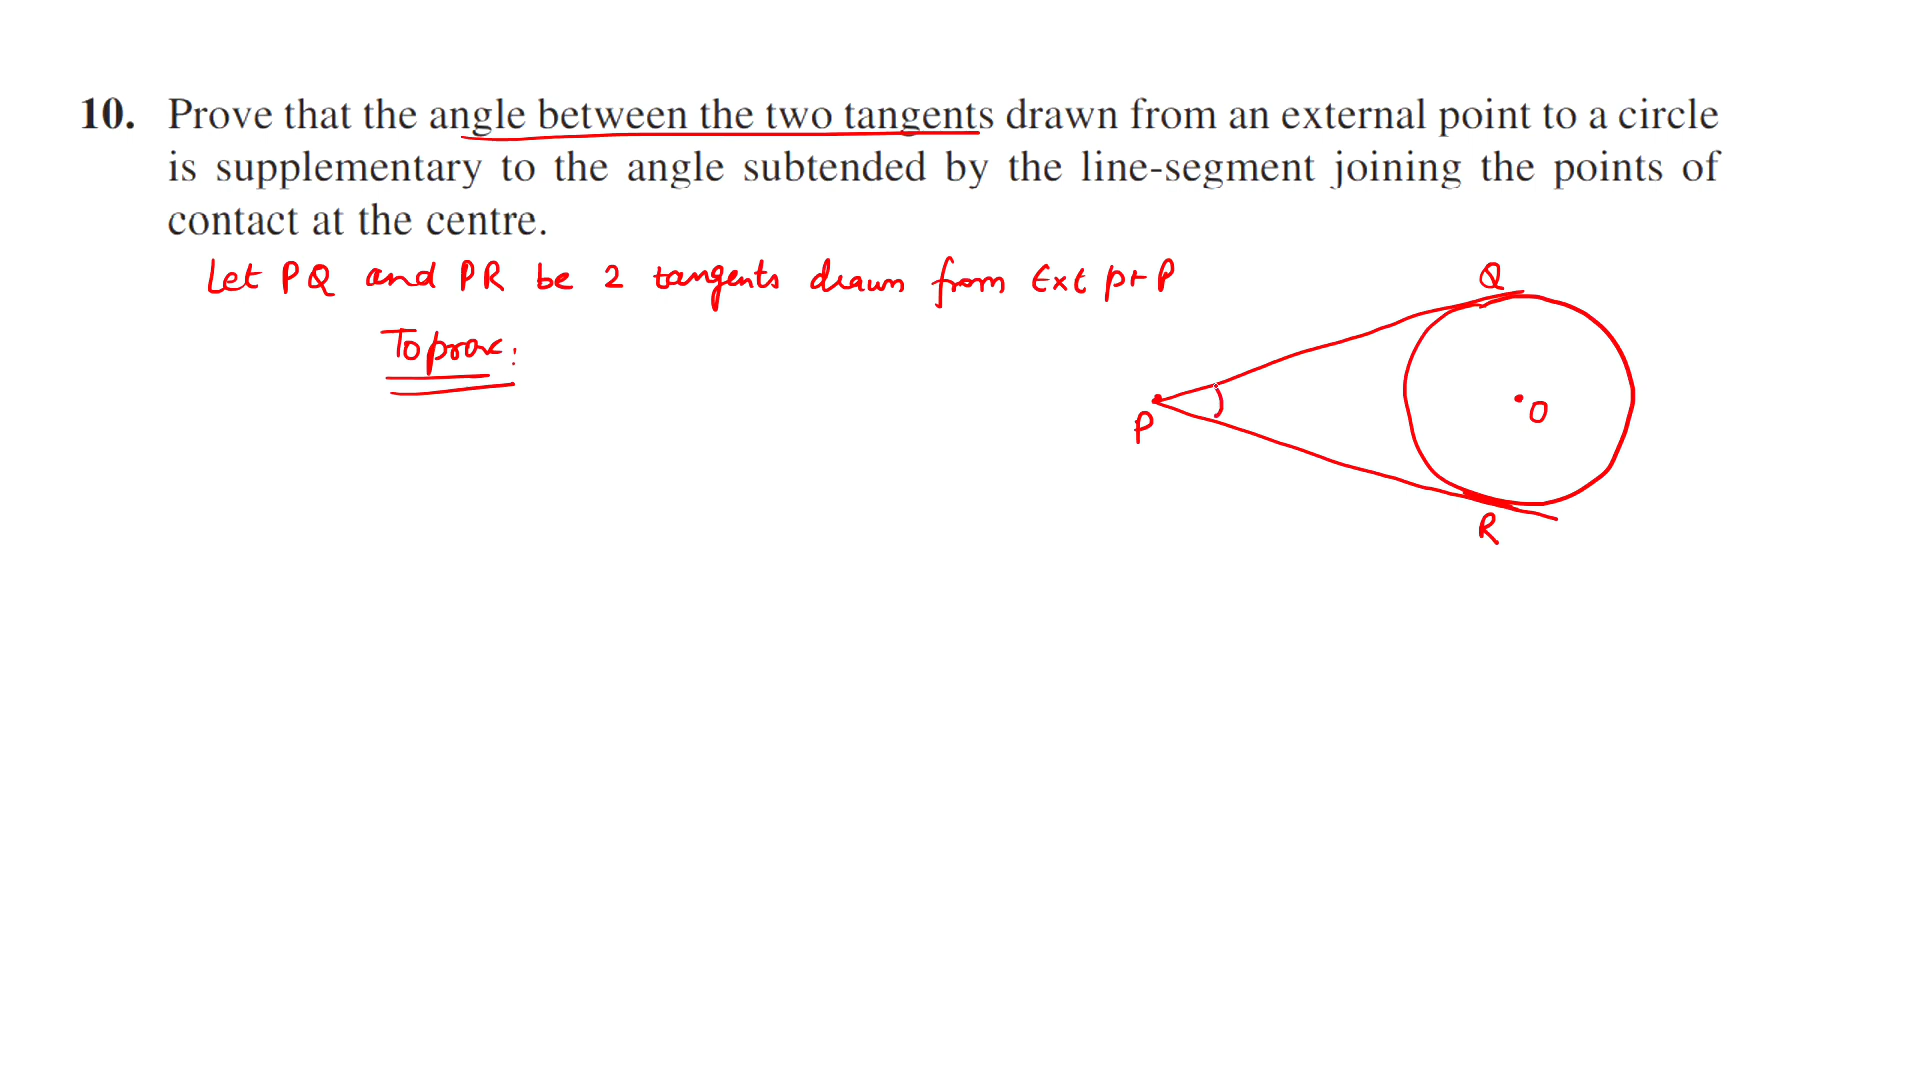 10. Prove that the angle between the two tangents drawn from an external point to a circle
is supplementary to the angle subtended by the line-segment joining the points of
contact at the centre.
Let PQ and PR be 2 tangents drawn from Ext pt P
To prove:
Q
P
O
R